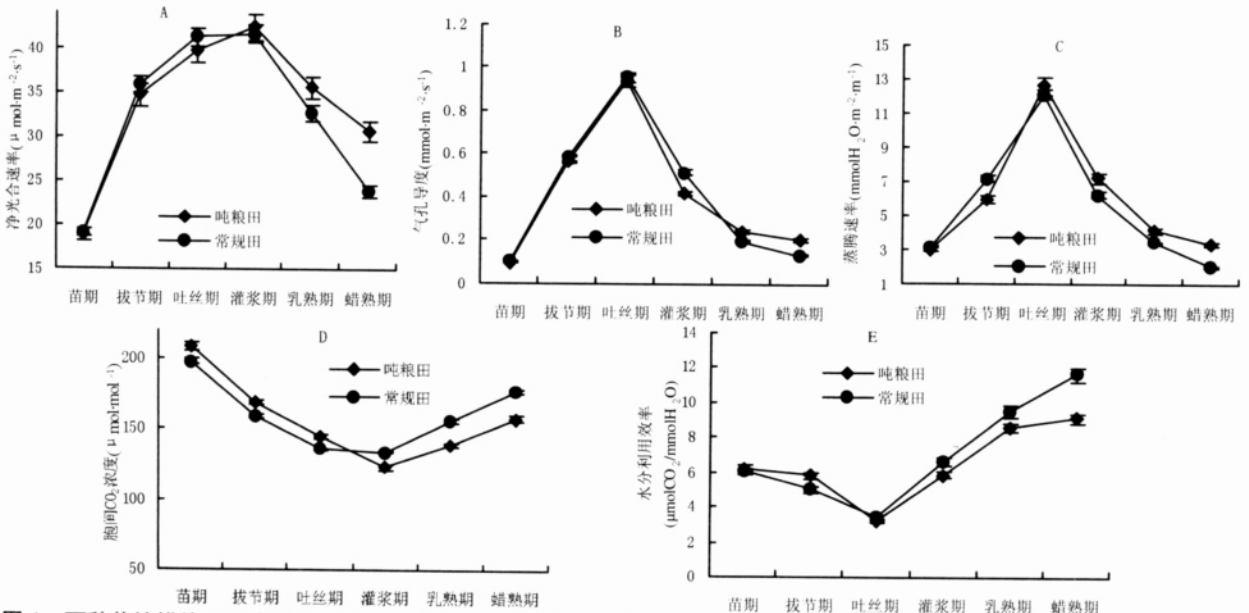 A
净光合速率(μmol·m⁻²·s⁻¹)
40
35
30
25
20
15
吨粮田
常规田
苗期 拔节期 吐丝期 灌浆期 乳熟期 蜡熟期
B
气孔导度(mmol·m⁻²·s⁻¹)
1.2
1
0.8
0.6
0.4
0.2
0
吨粮田
常规田
苗期 拔节期 吐丝期 灌浆期 乳熟期 蜡熟期
C
蒸腾速率(mmolH₂O·m⁻²·m⁻¹)
15
13
11
9
7
5
3
1
吨粮田
常规田
苗期 拔节期 吐丝期 灌浆期 乳熟期 蜡熟期
D
胞间CO₂浓度(μmol·mol⁻¹)
200
150
100
50
吨粮田
常规田
苗期 拔节期 吐丝期 灌浆期 乳熟期 蜡熟期
E
水分利用效率
(μmolCO₂/mmolH₂O)
14
12
10
8
6
4
2
0
吨粮田
常规田
苗期 拔节期 吐丝期 灌浆期 乳熟期 蜡熟期